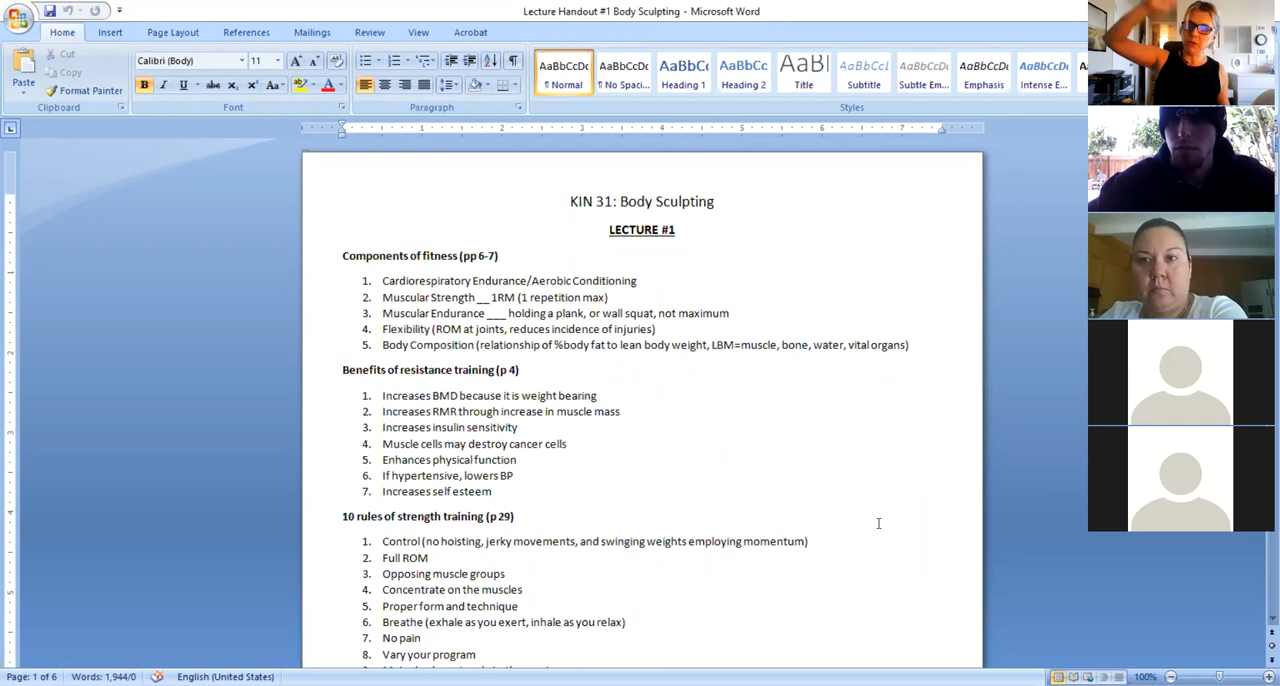 Lecture Handout #1 Body Sculpting - Microsoft Word
Home Insert Page Layout References Mailings Review View Acrobat
Cut
Copy
Format Painter
Paste
Clipboard
Calibri (Body) 11
Font
Paragraph
AaBbCcDc AaBbCcDc AaBbC AaBbCc AaBl AaBbCcL AaBbCcDc AaBbCcDc AaBbCcDc
¶ Normal ¶ No Spaci... Heading 1 Heading 2 Title Subtitle Subtle Em... Emphasis Intense E...
Styles
1 2 3 4 5 6 7
KIN 31: Body Sculpting
LECTURE #1
Components of fitness (pp 6-7)
1. Cardiorespiratory Endurance/Aerobic Conditioning
2. Muscular Strength __ 1RM (1 repetition max)
3. Muscular Endurance ___ holding a plank, or wall squat, not maximum
4. Flexibility (ROM at joints, reduces incidence of injuries)
5. Body Composition (relationship of %body fat to lean body weight, LBM=muscle, bone, water, vital organs)
Benefits of resistance training (p 4)
1. Increases BMD because it is weight bearing
2. Increases RMR through increase in muscle mass
3. Increases insulin sensitivity
4. Muscle cells may destroy cancer cells
5. Enhances physical function
6. If hypertensive, lowers BP
7. Increases self esteem
10 rules of strength training (p 29)
1. Control (no hoisting, jerky movements, and swinging weights employing momentum)
2. Full ROM
3. Opposing muscle groups
4. Concentrate on the muscles
5. Proper form and technique
6. Breathe (exhale as you exert, inhale as you relax)
7. No pain
8. Vary your program
Page: 1 of 6 Words: 1,944/0 English (United States) 100%